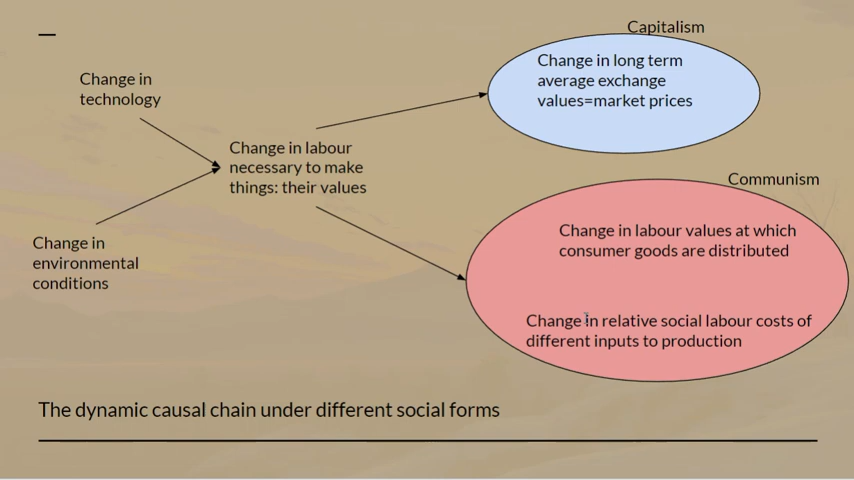 Capitalism
Change in long term
average exchange
values=market prices
Change in
technology
Change in labour
necessary to make
things: their values
Communism
Change in
environmental
conditions
Change in labour values at which
consumer goods are distributed
Change in relative social labour costs of
different inputs to production
The dynamic causal chain under different social forms